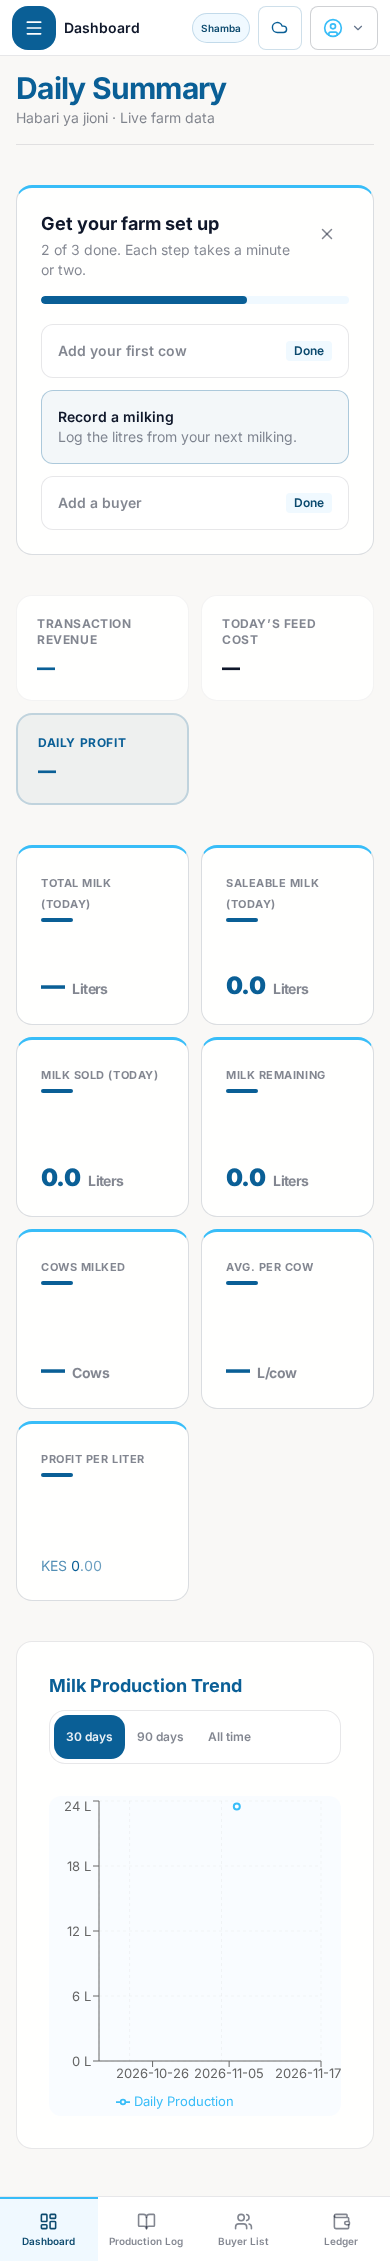 Dashboard
Shamba
Daily Summary
Habari ya jioni · Live farm data
Get your farm set up
2 of 3 done. Each step takes a minute
or two.
Add your first cow
Done
Record a milking
Log the litres from your next milking.
Add a buyer
Done
TRANSACTION
REVENUE
—
TODAY'S FEED
COST
—
DAILY PROFIT
—
TOTAL MILK
(TODAY)
— Liters
SALEABLE MILK
(TODAY)
0.0 Liters
MILK SOLD (TODAY)
0.0 Liters
MILK REMAINING
0.0 Liters
COWS MILKED
— Cows
AVG. PER COW
— L/cow
PROFIT PER LITER
KES 0.00
Milk Production Trend
30 days 90 days All time
24 L
18 L
12 L
6 L
0 L
2026-10-26 2026-11-05 2026-11-17
Daily Production
Dashboard
Production Log
Buyer List
Ledger